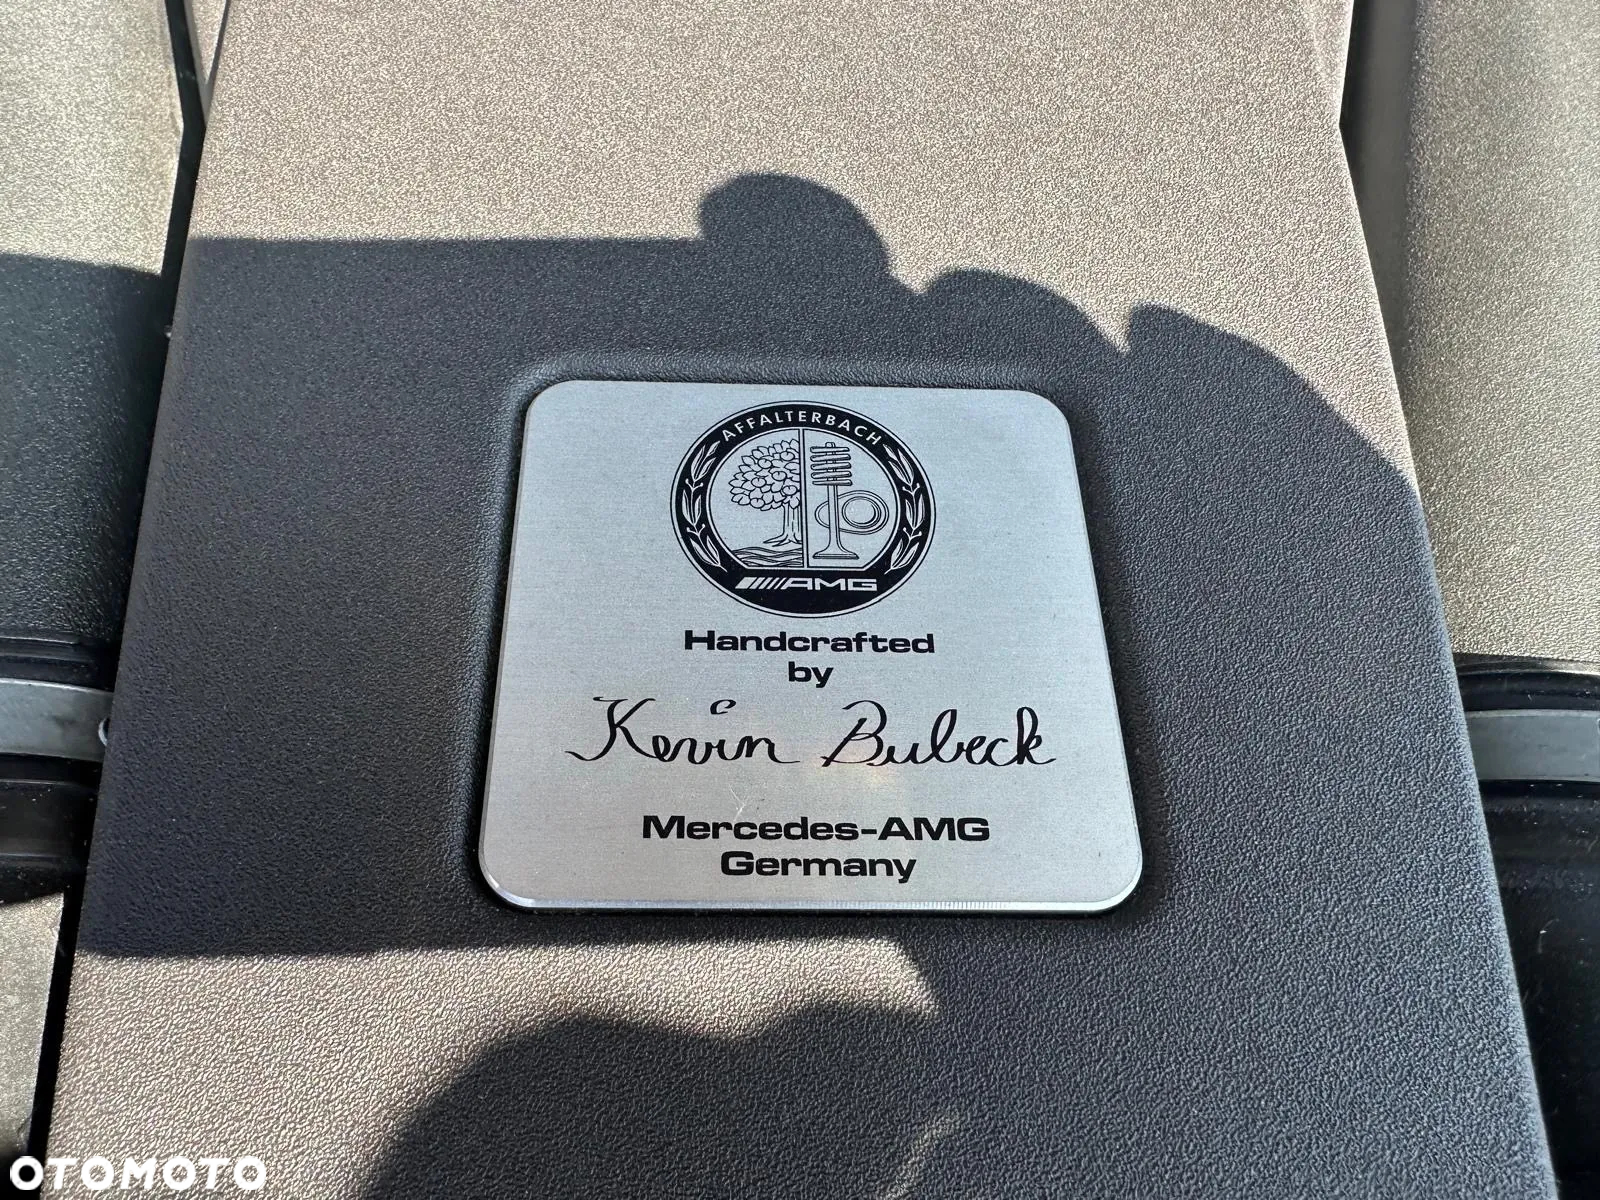 AFFALTERBACH
AMG
Handcrafted
by
Kevin Bubeck
Mercedes-AMG
Germany
OTOMOTO